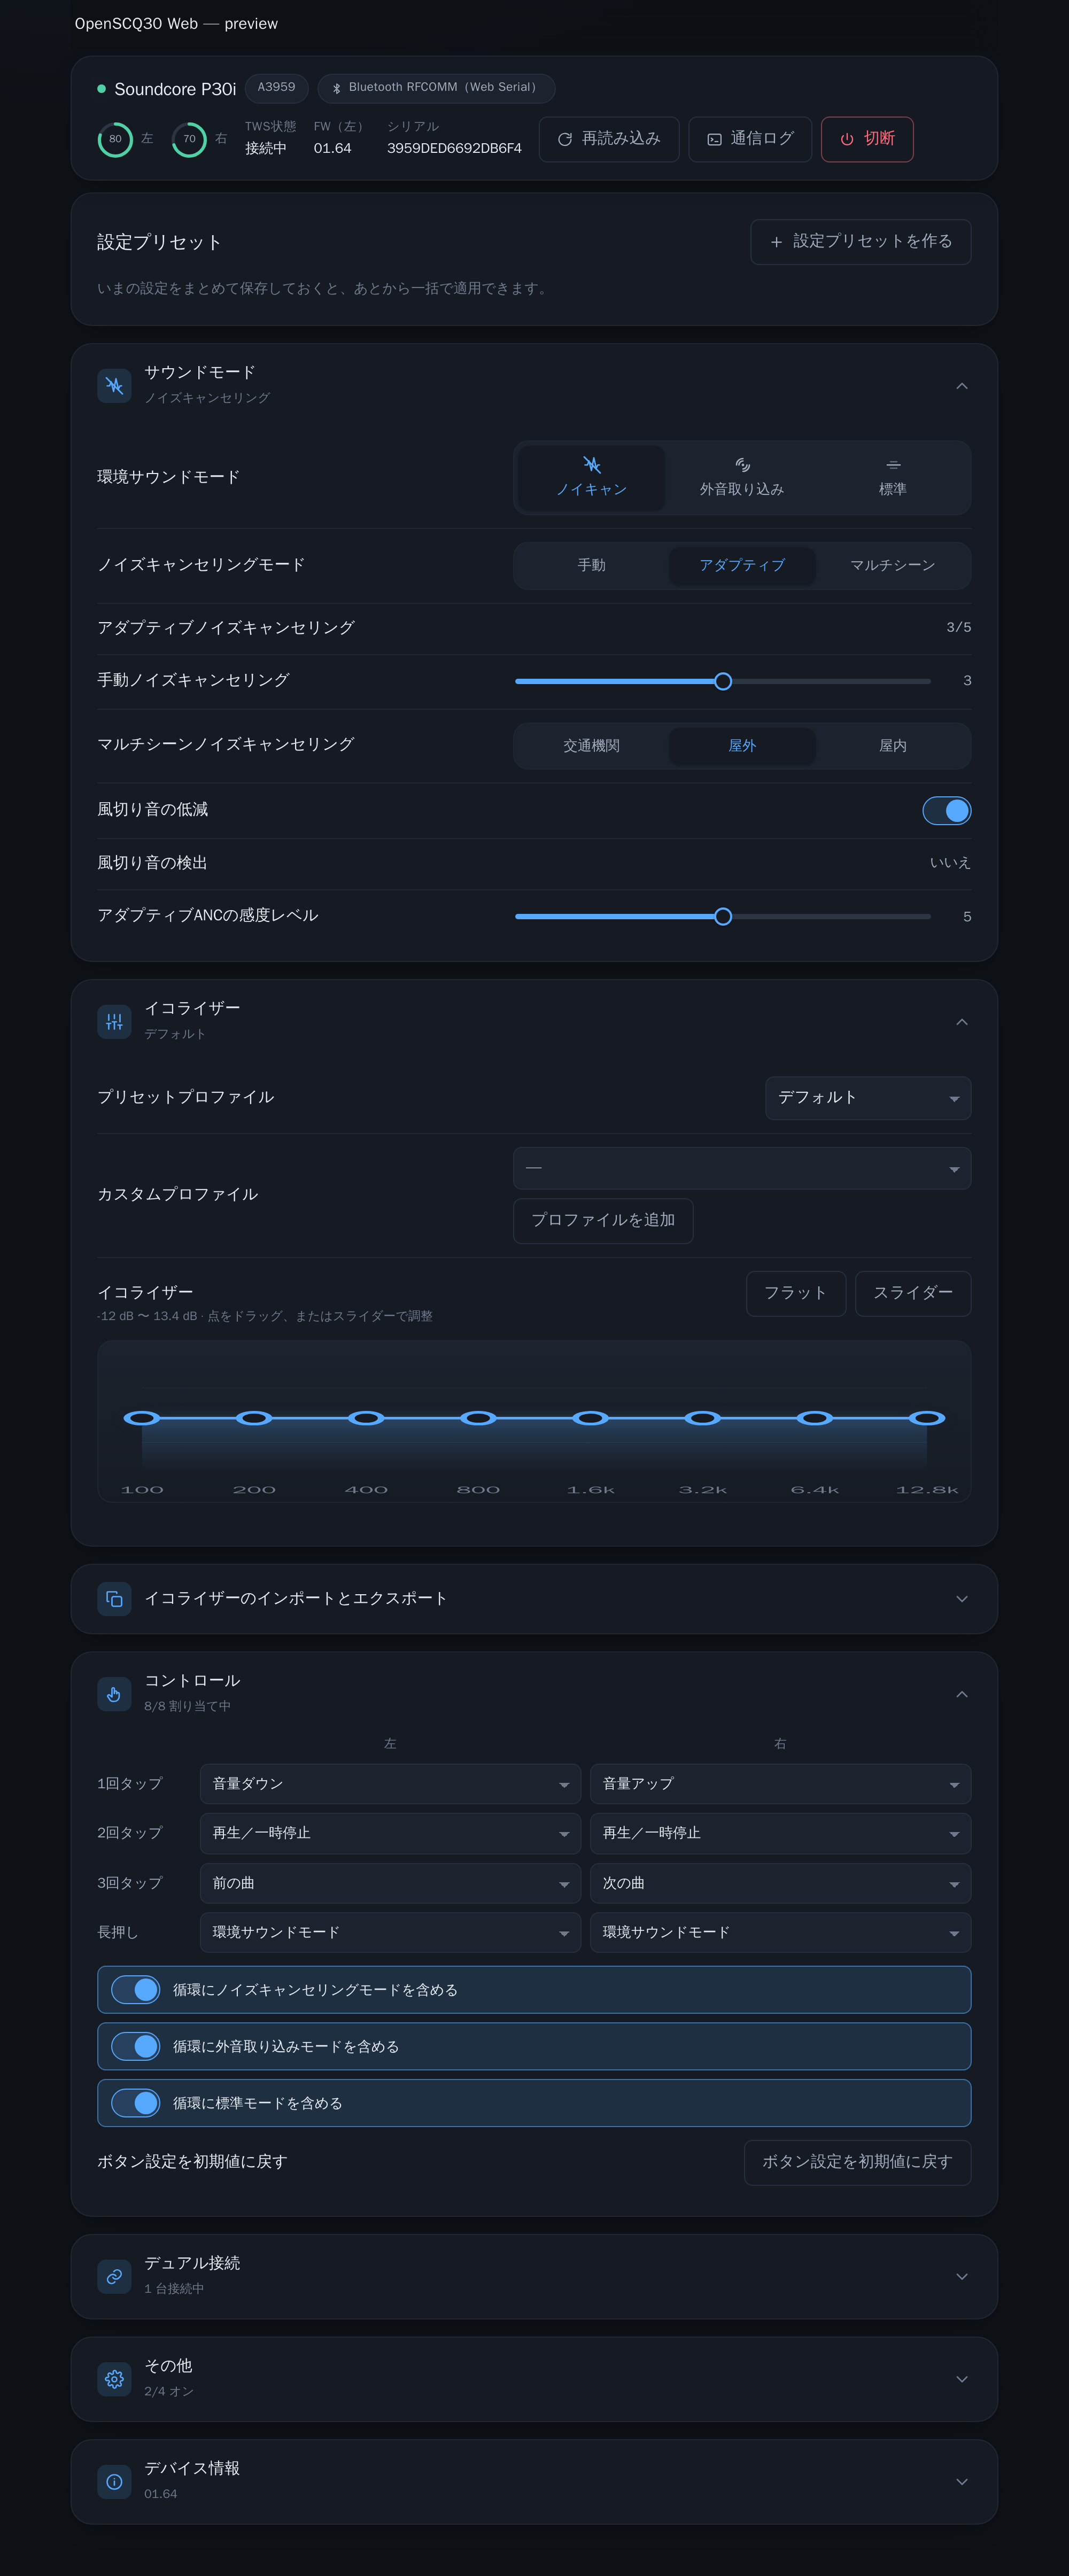 OpenSCQ30 Web — preview
Soundcore P30i
A3959
Bluetooth RFCOMM（Web Serial）
80 左
70 右
TWS状態
接続中
FW（左）
01.64
シリアル
3959DED6692DB6F4
再読み込み
通信ログ
切断
設定プリセット
+ 設定プリセットを作る
いまの設定をまとめて保存しておくと、あとから一括で適用できます。
サウンドモード
ノイズキャンセリング
環境サウンドモード
ノイキャン
外音取り込み
標準
ノイズキャンセリングモード
手動
アダプティブ
マルチシーン
アダプティブノイズキャンセリング
3/5
手動ノイズキャンセリング
3
マルチシーンノイズキャンセリング
交通機関
屋外
屋内
風切り音の低減
風切り音の検出
いいえ
アダプティブANCの感度レベル
5
イコライザー
デフォルト
プリセットプロファイル
デフォルト
カスタムプロファイル
—
プロファイルを追加
イコライザー
-12 dB 〜 13.4 dB · 点をドラッグ、またはスライダーで調整
フラット
スライダー
100 200 400 800 1.6k 3.2k 6.4k 12.8k
イコライザーのインポートとエクスポート
コントロール
8/8 割り当て中
左 右
1回タップ 音量ダウン 音量アップ
2回タップ 再生／一時停止 再生／一時停止
3回タップ 前の曲 次の曲
長押し 環境サウンドモード 環境サウンドモード
循環にノイズキャンセリングモードを含める
循環に外音取り込みモードを含める
循環に標準モードを含める
ボタン設定を初期値に戻す
ボタン設定を初期値に戻す
デュアル接続
1 台接続中
その他
2/4 オン
デバイス情報
01.64